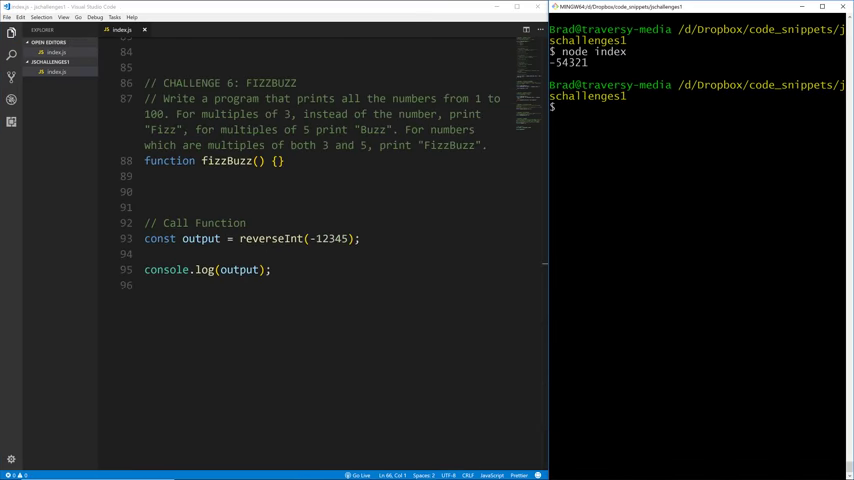 index.js - jschallenges1 - Visual Studio Code
File Edit Selection View Go Debug Tasks Help
EXPLORER
OPEN EDITORS
JS index.js
JSCHALLENGES1
JS index.js
JS index.js
83
84
85
86 // CHALLENGE 6: FIZZBUZZ
87 // Write a program that prints all the numbers from 1 to
100. For multiples of 3, instead of the number, print
"Fizz", for multiples of 5 print "Buzz". For numbers
which are multiples of both 3 and 5, print "FizzBuzz".
88 function fizzBuzz() {}
89
90
91
92 // Call Function
93 const output = reverseInt(-12345);
94
95 console.log(output);
96
0 0 Go Live Ln 66, Col 1 Spaces: 2 UTF-8 CRLF JavaScript Prettier
MINGW64:/d/Dropbox/code_snippets/jschallenges1
Brad@traversy-media /d/Dropbox/code_snippets/j
schallenges1
$ node index
-54321
Brad@traversy-media /d/Dropbox/code_snippets/j
schallenges1
$